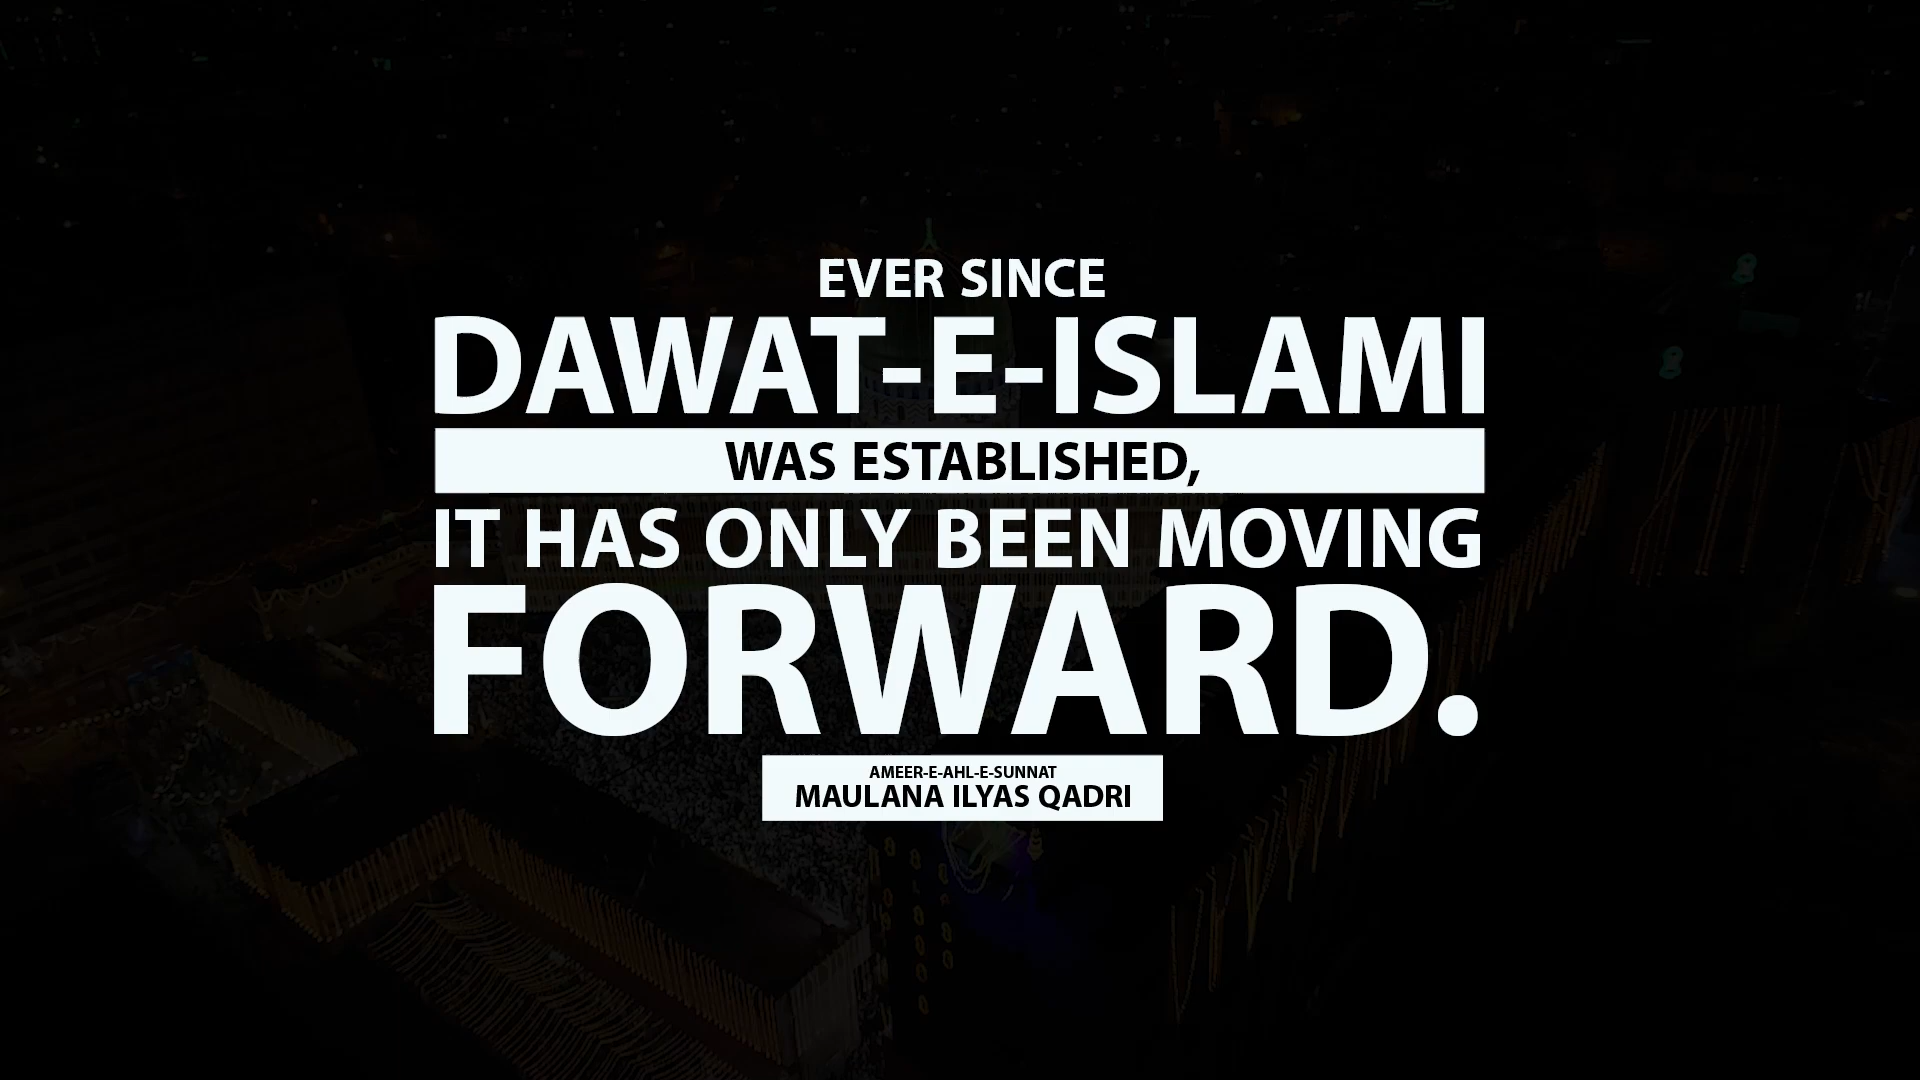 EVER SINCE
DAWAT-E-ISLAMI
WAS ESTABLISHED,
IT HAS ONLY BEEN MOVING
FORWARD.
AMEER-E-AHL-E-SUNNAT
MAULANA ILYAS QADRI